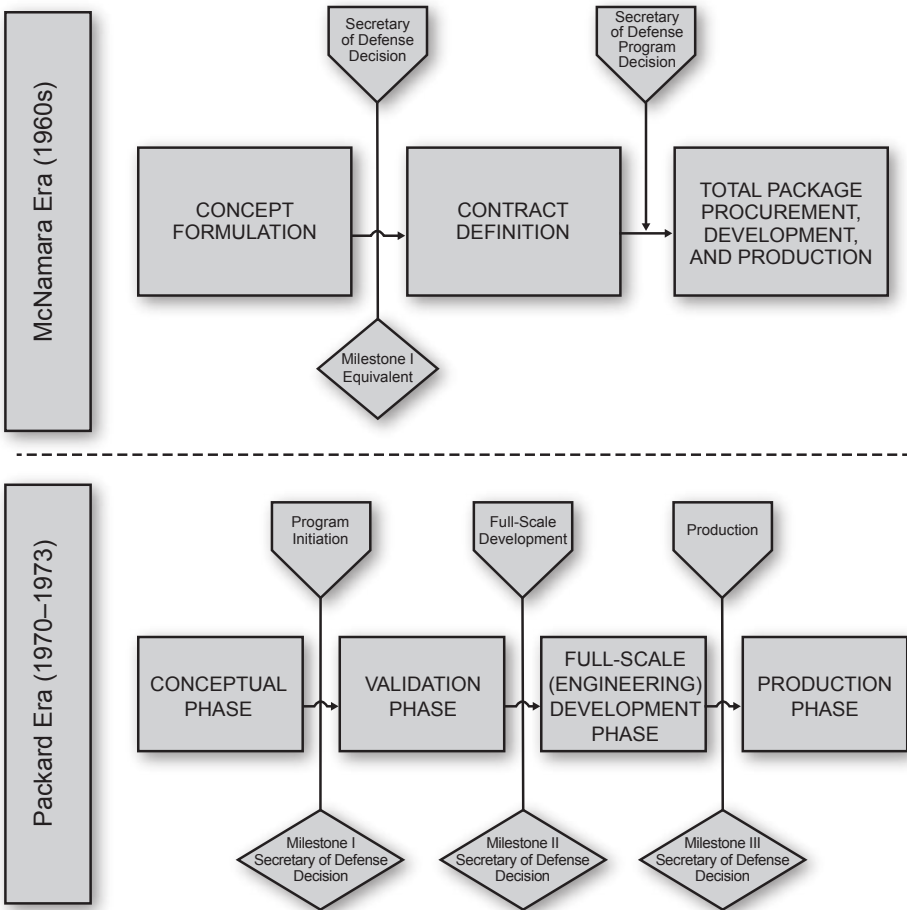 McNamara Era (1960s)
Secretary
of Defense
Decision
Secretary
of Defense
Program
Decision
CONCEPT
FORMULATION
CONTRACT
DEFINITION
TOTAL PACKAGE
PROCUREMENT,
DEVELOPMENT,
AND PRODUCTION
Milestone I
Equivalent
Packard Era (1970–1973)
Program
Initiation
Full-Scale
Development
Production
CONCEPTUAL
PHASE
VALIDATION
PHASE
FULL-SCALE
(ENGINEERING)
DEVELOPMENT
PHASE
PRODUCTION
PHASE
Milestone I
Secretary of Defense
Decision
Milestone II
Secretary of Defense
Decision
Milestone III
Secretary of Defense
Decision